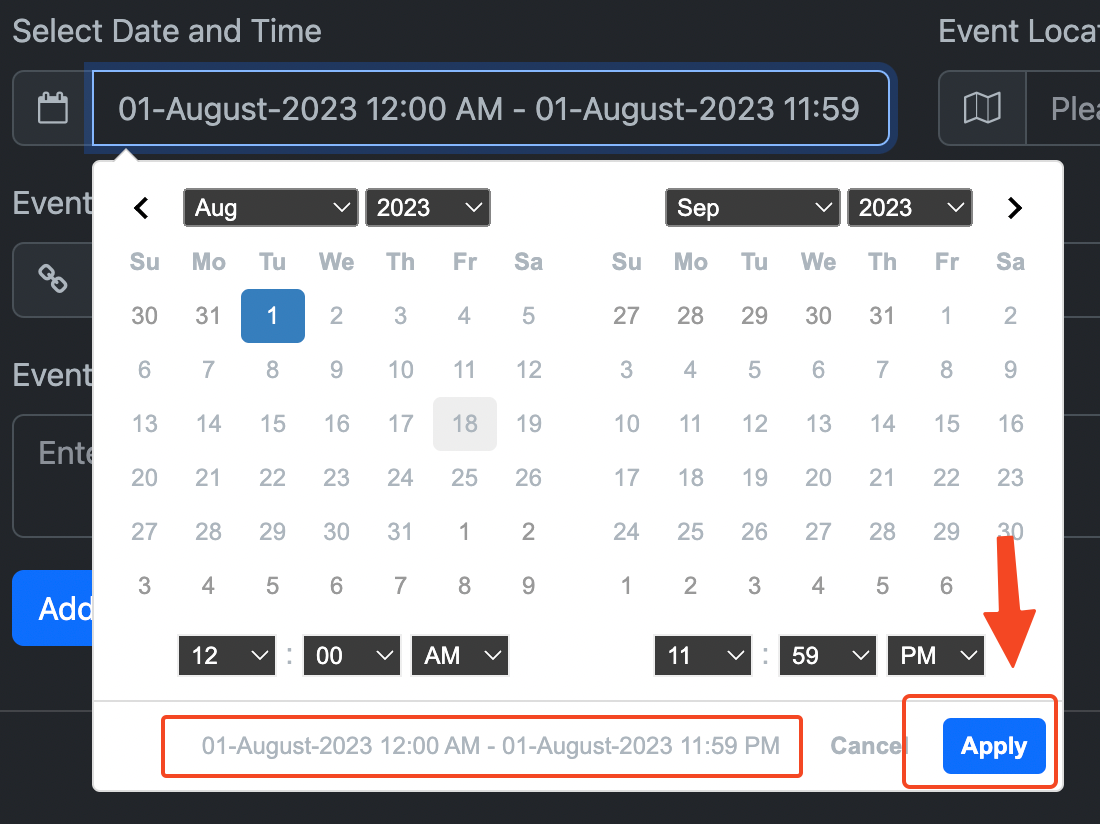 Select Date and Time
Event Loca
01-August-2023 12:00 AM - 01-August-2023 11:59
Plea
Event
Aug 2023
Sep 2023
Su Mo Tu We Th Fr Sa
Su Mo Tu We Th Fr Sa
30 31 1 2 3 4 5
27 28 29 30 31 1 2
6 7 8 9 10 11 12
3 4 5 6 7 8 9
Event
13 14 15 16 17 18 19
10 11 12 13 14 15 16
Ente
20 21 22 23 24 25 26
17 18 19 20 21 22 23
27 28 29 30 31 1 2
24 25 26 27 28 29 30
3 4 5 6 7 8 9
1 2 3 4 5 6
Add
12 : 00 AM
11 : 59 PM
01-August-2023 12:00 AM - 01-August-2023 11:59 PM
Cancel
Apply